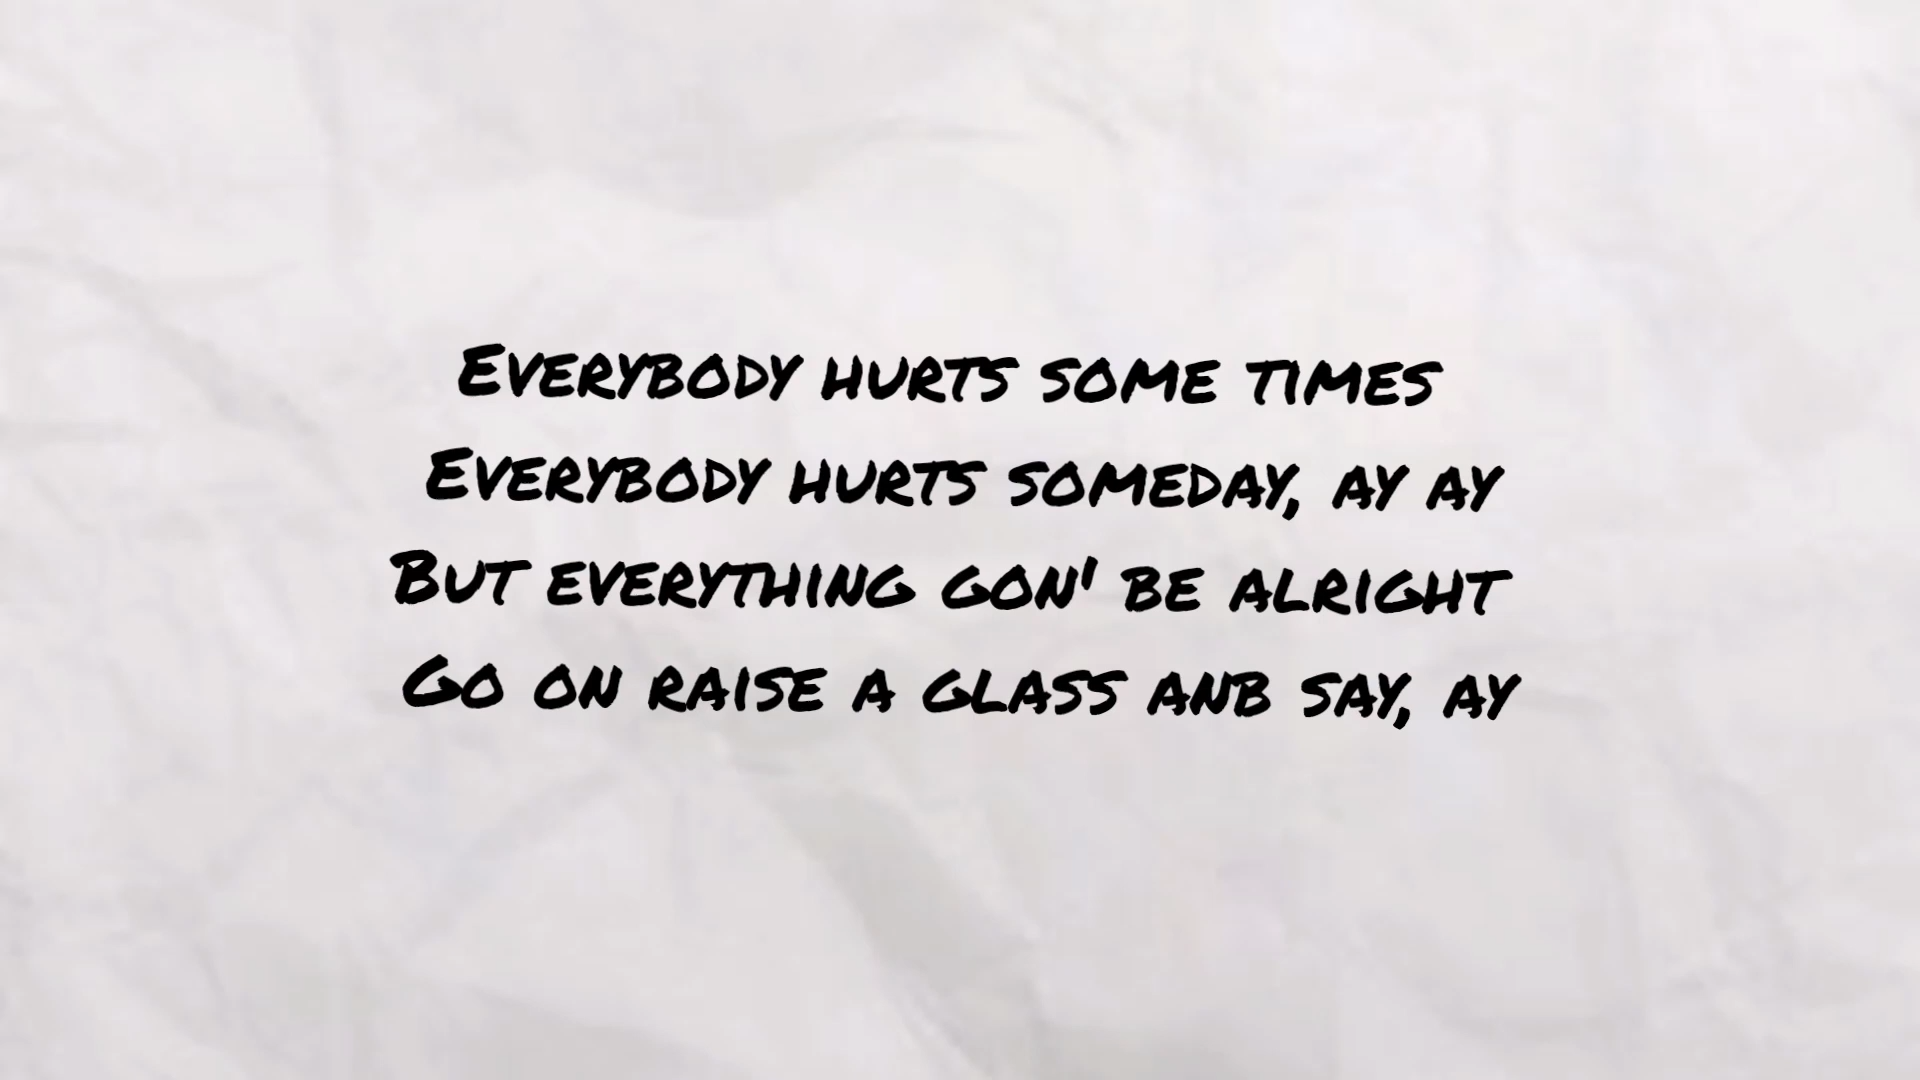 Everybody hurts some times
Everybody hurts someday, ay ay
But everything gon' be alright
Go on raise a glass anb say, ay